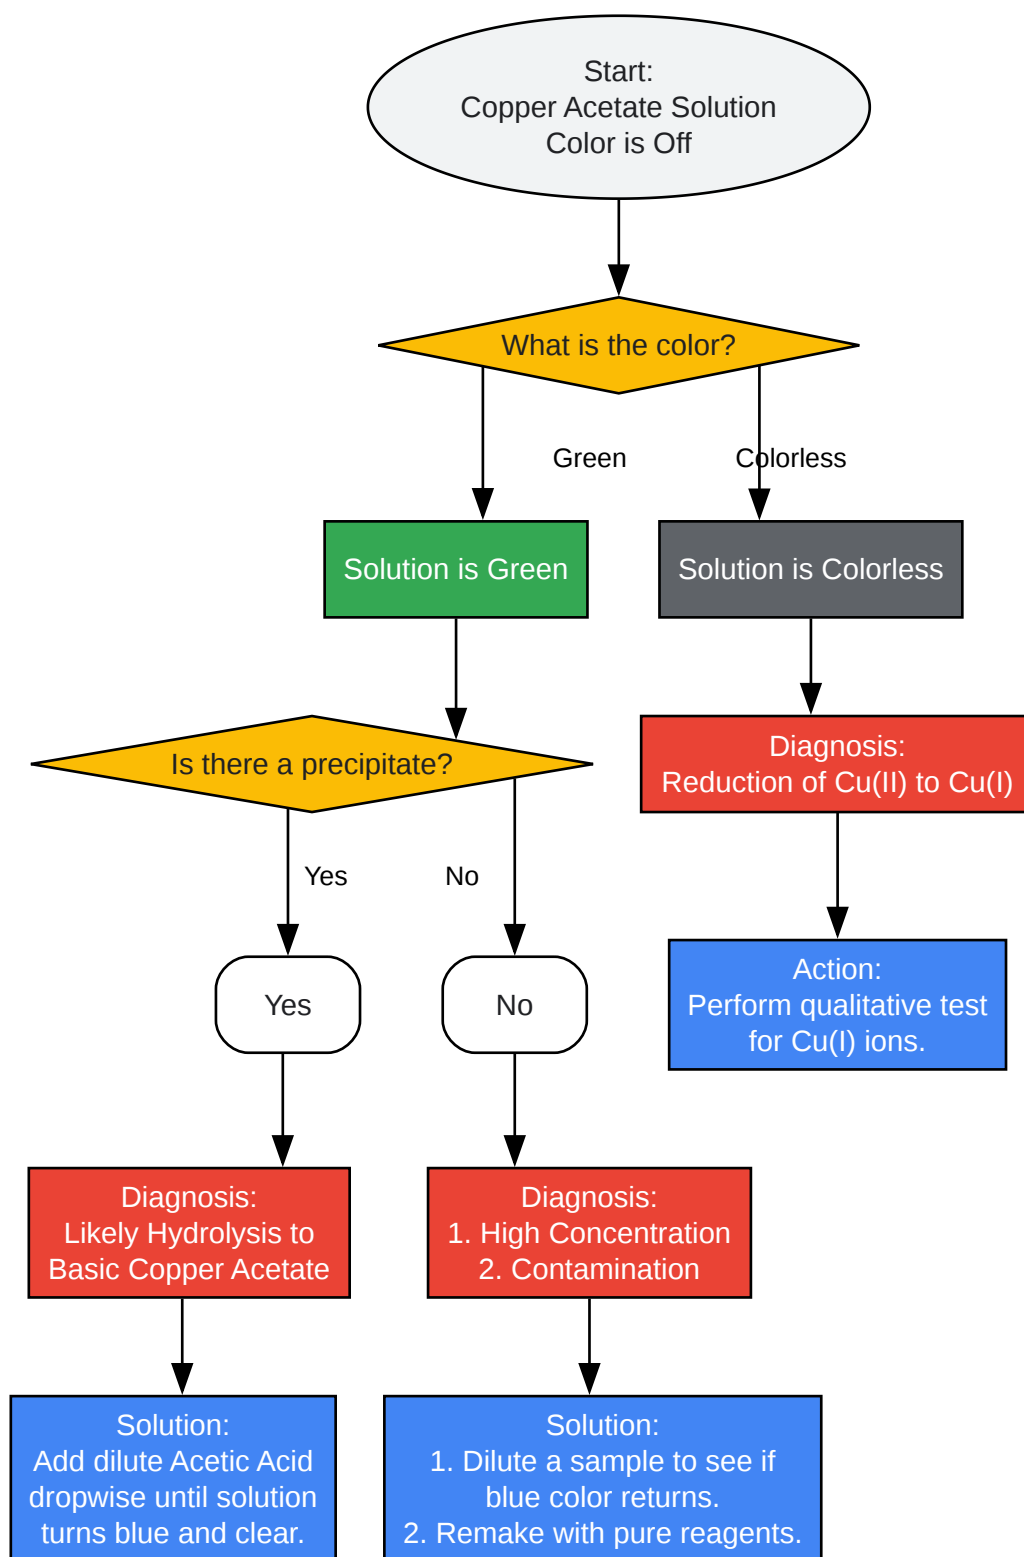 Start:
Copper Acetate Solution
Color is Off
What is the color?
Green
Colorless
Solution is Green
Solution is Colorless
Is there a precipitate?
Diagnosis:
Reduction of Cu(II) to Cu(I)
Yes
No
Action:
Perform qualitative test
for Cu(I) ions.
Yes
No
Diagnosis:
Likely Hydrolysis to
Basic Copper Acetate
Diagnosis:
1. High Concentration
2. Contamination
Solution:
Add dilute Acetic Acid
dropwise until solution
turns blue and clear.
Solution:
1. Dilute a sample to see if
blue color returns.
2. Remake with pure reagents.